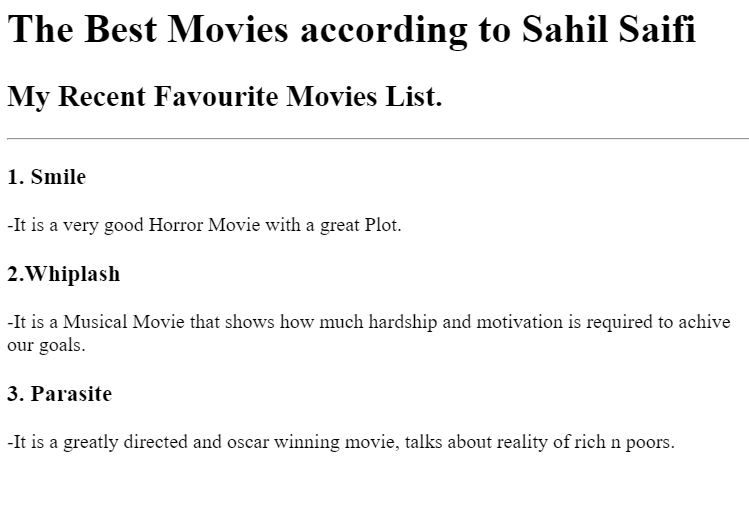 The Best Movies according to Sahil Saifi
My Recent Favourite Movies List.
1. Smile
-It is a very good Horror Movie with a great Plot.
2.Whiplash
-It is a Musical Movie that shows how much hardship and motivation is required to achive
our goals.
3. Parasite
-It is a greatly directed and oscar winning movie, talks about reality of rich n poors.